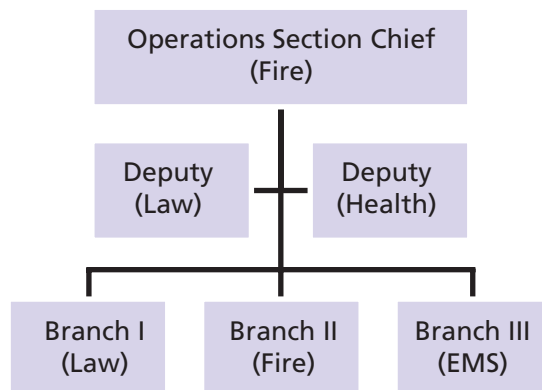 Operations Section Chief
(Fire)
Deputy
(Law)
Deputy
(Health)
Branch I
(Law)
Branch II
(Fire)
Branch III
(EMS)